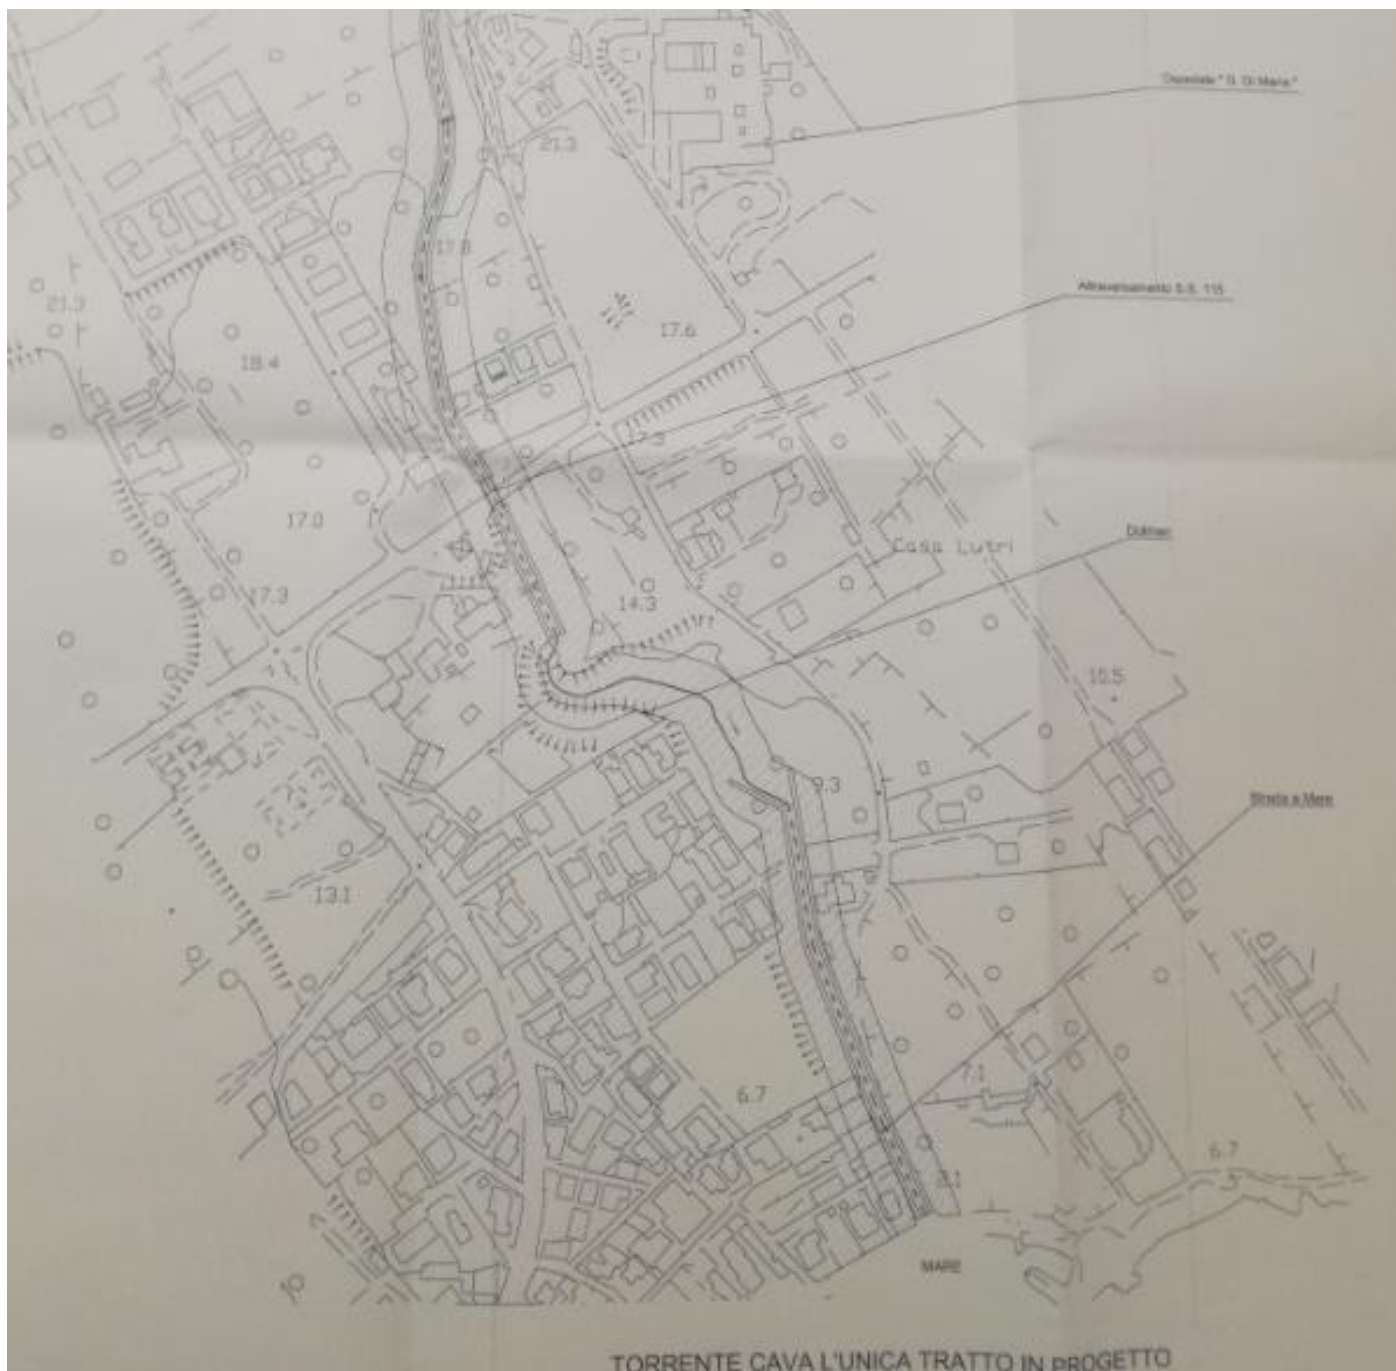 Ospedale " G. Di Maria "
21.3
17.8
Attraversamento S.S. 115
21.3
17.6
18.4
17.3
17.0
Dolmen
Casa Lutri
17.3
14.3
10.5
9.3
Strada a Mare
13.1
7.1
6.7
6.7
2.1
MARE
TORRENTE CAVA L'UNICA TRATTO IN PROGETTO